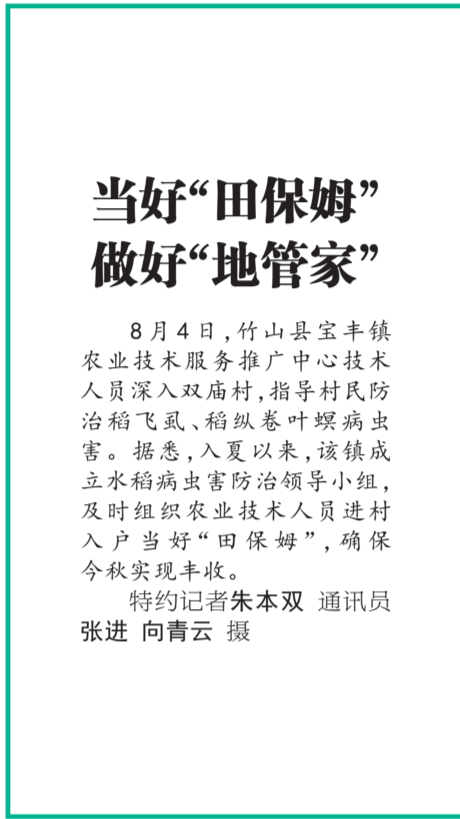 当好“田保姆”
做好“地管家”
8月4日,竹山县宝丰镇
农业技术服务推广中心技术
人员深入双庙村,指导村民防
治稻飞虱、稻纵卷叶螟病虫
害。据悉,入夏以来,该镇成
立水稻病虫害防治领导小组,
及时组织农业技术人员进村
入户当好“田保姆”,确保
今秋实现丰收。
特约记者朱本双 通讯员
张进 向青云 摄